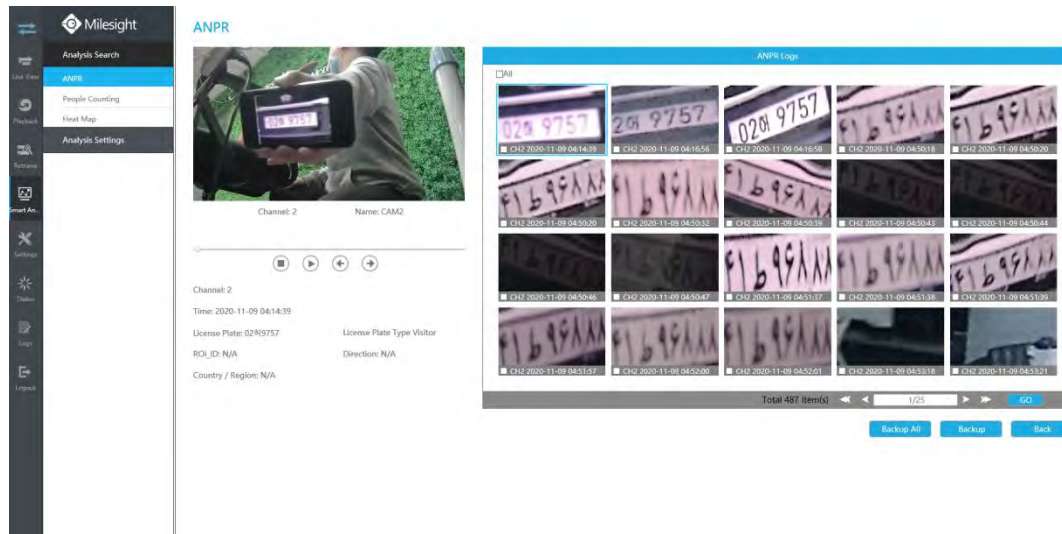 Milesight
Analysis Search
ANPR
People Counting
Heat Map
Analysis Settings
Live View
Playback
Retrieve
Smart An...
Settings
Status
Logs
Logout
ANPR
9757
Channel: 2 Name: CAM2
Channel: 2
Time: 2020-11-09 04:14:39
License Plate: 02허9757 License Plate Type Visitor
ROI_ID: N/A Direction: N/A
Country / Region: N/A
ANPR Logs
All
9757
9757
9757
CH2 2020-11-09 04:14:39
CH2 2020-11-09 04:16:56
CH2 2020-11-09 04:16:58
CH2 2020-11-09 04:50:18
CH2 2020-11-09 04:50:20
CH2 2020-11-09 04:50:20
CH2 2020-11-09 04:50:32
CH2 2020-11-09 04:50:39
CH2 2020-11-09 04:50:43
CH2 2020-11-09 04:50:44
CH2 2020-11-09 04:50:46
CH2 2020-11-09 04:50:47
CH2 2020-11-09 04:51:37
CH2 2020-11-09 04:51:38
CH2 2020-11-09 04:51:39
CH2 2020-11-09 04:51:57
CH2 2020-11-09 04:52:00
CH2 2020-11-09 04:52:01
CH2 2020-11-09 04:53:18
CH2 2020-11-09 04:53:21
Total 487 Item(s) 1/25 GO
Backup All Backup Back